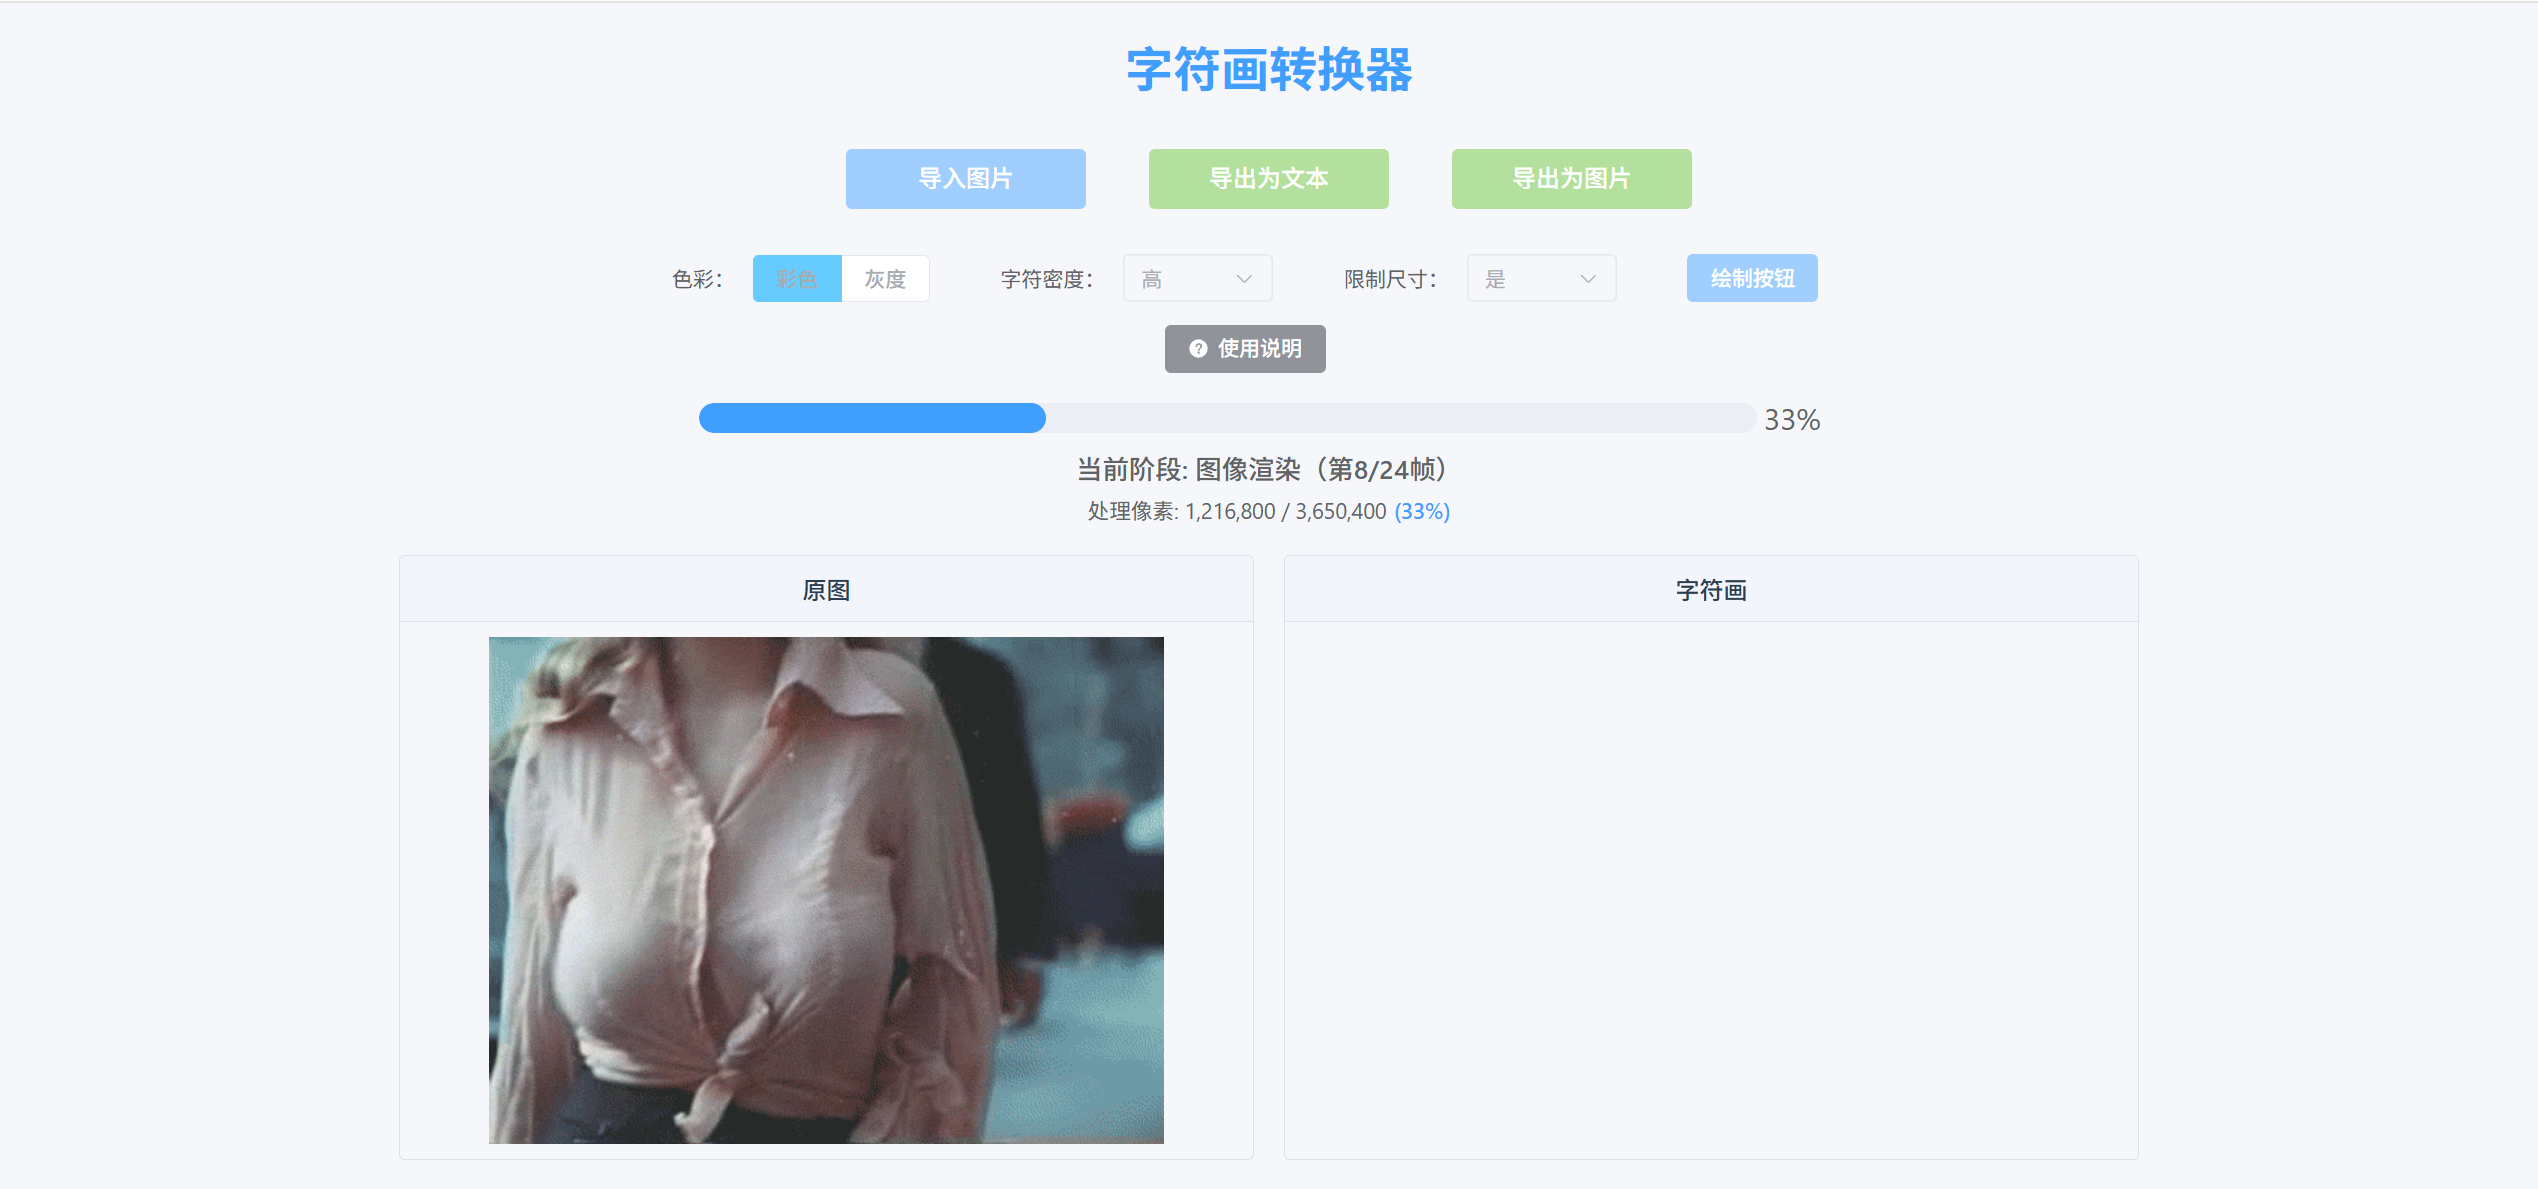 字符画转换器
导入图片 导出为文本 导出为图片
色彩： 彩色 灰度 字符密度： 高 限制尺寸： 是 绘制按钮
使用说明
33%
当前阶段: 图像渲染（第8/24帧）
处理像素: 1,216,800 / 3,650,400 (33%)
原图 字符画